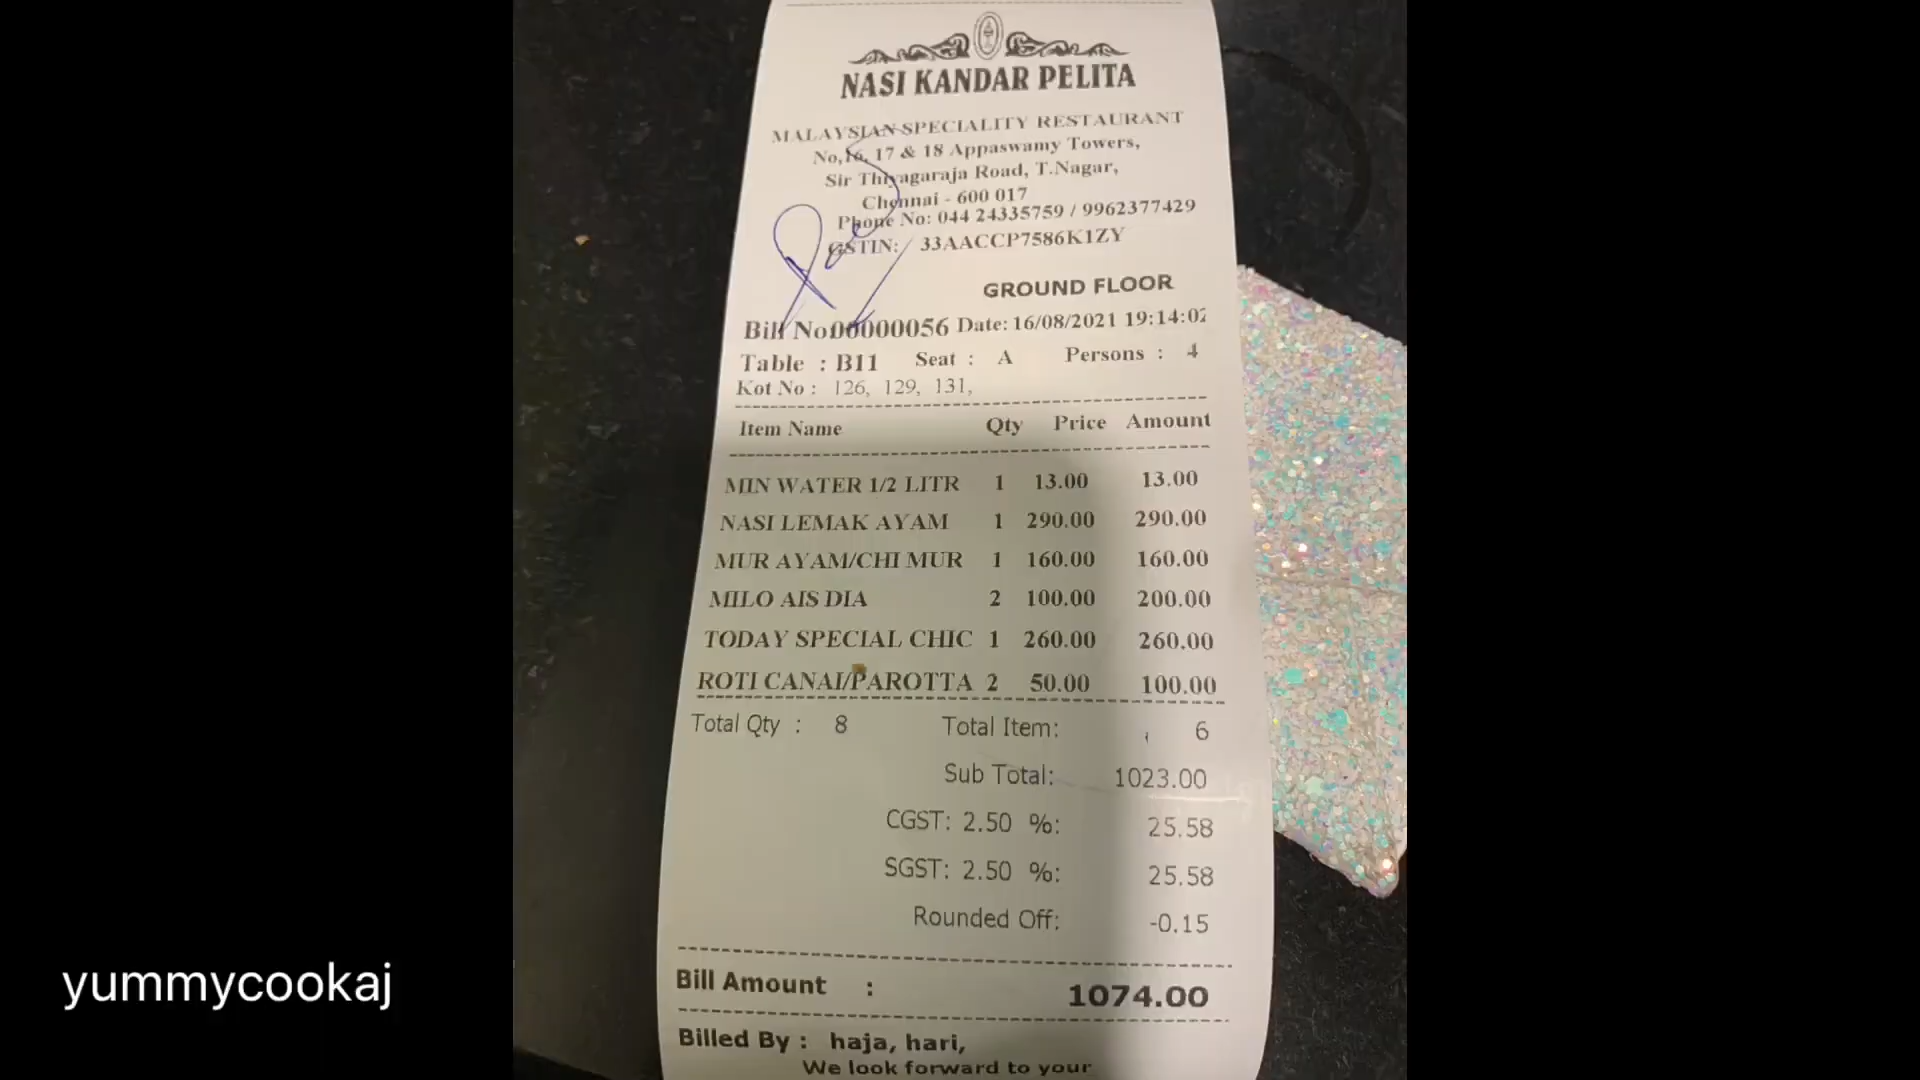 NASI KANDAR PELITA
MALAYSIAN SPECIALITY RESTAURANT
No,16, 17 & 18 Appaswamy Towers,
Sir Thiyagaraja Road, T.Nagar,
Chennai - 600 017
Phone No: 044 24335759 / 9962377429
GSTIN: 33AACCP7586K1ZY
GROUND FLOOR
Bill No:00000056 Date: 16/08/2021 19:14:02
Table : B11 Seat : A Persons : 4
Kot No : 126, 129, 131,
Item Name Qty Price Amount
MIN WATER 1/2 LITR 1 13.00 13.00
NASI LEMAK AYAM 1 290.00 290.00
MUR AYAM/CHI MUR 1 160.00 160.00
MILO AIS DIA 2 100.00 200.00
TODAY SPECIAL CHIC 1 260.00 260.00
ROTI CANAI/PAROTTA 2 50.00 100.00
Total Qty : 8 Total Item: 6
Sub Total: 1023.00
CGST: 2.50 %: 25.58
SGST: 2.50 %: 25.58
Rounded Off: -0.15
Bill Amount : 1074.00
Billed By : haja, hari,
We look forward to your
yummycookaj